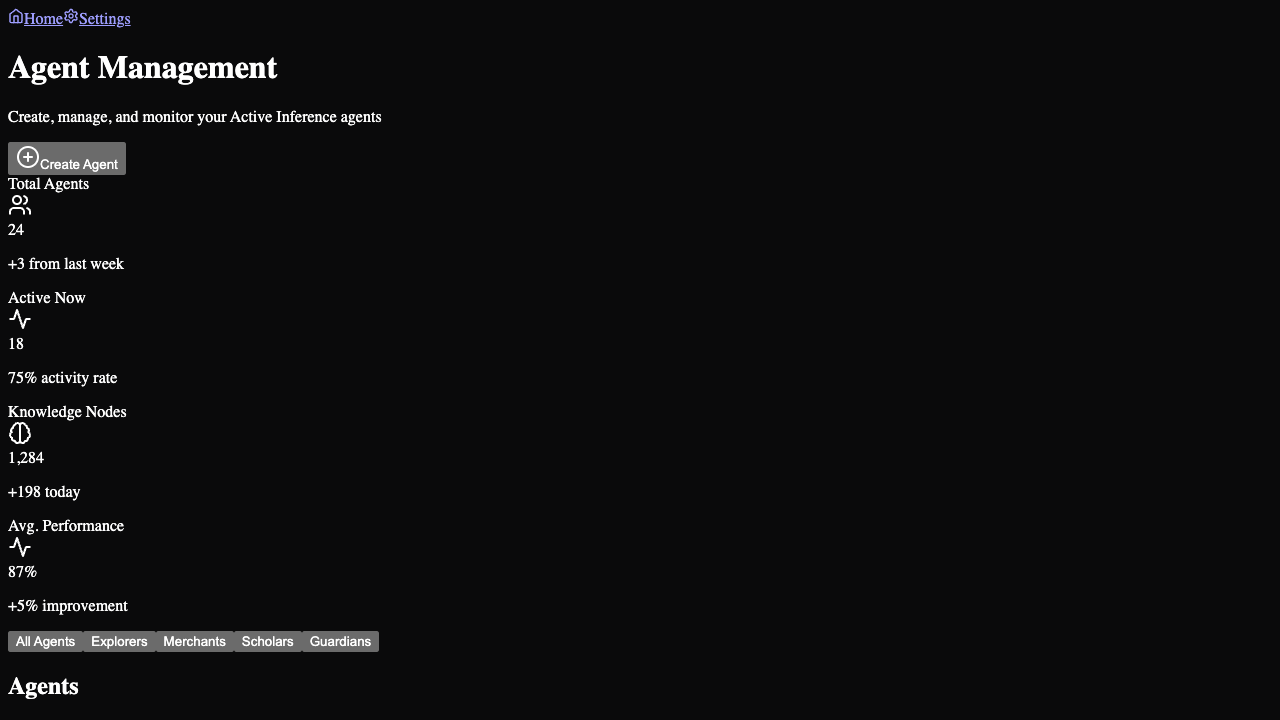 HomeSettings
Agent Management
Create, manage, and monitor your Active Inference agents
Create Agent
Total Agents
24
+3 from last week
Active Now
18
75% activity rate
Knowledge Nodes
1,284
+198 today
Avg. Performance
87%
+5% improvement
All Agents Explorers Merchants Scholars Guardians
Agents